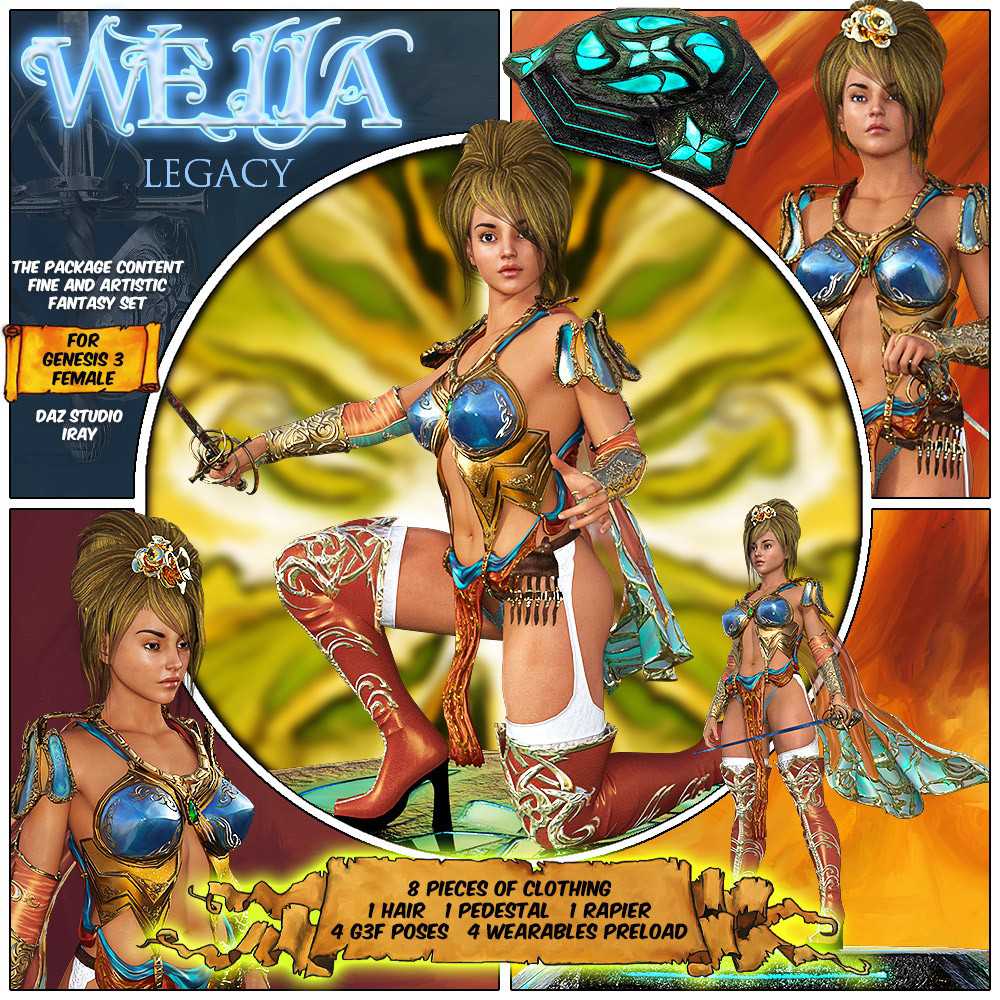 WEJJA
LEGACY
THE PACKAGE CONTENT
FINE AND ARTISTIC
FANTASY SET
FOR
GENESIS 3
FEMALE
DAZ STUDIO
IRAY
8 PIECES OF CLOTHING
1 HAIR 1 PEDESTAL 1 RAPIER
4 G3F POSES 4 WEARABLES PRELOAD